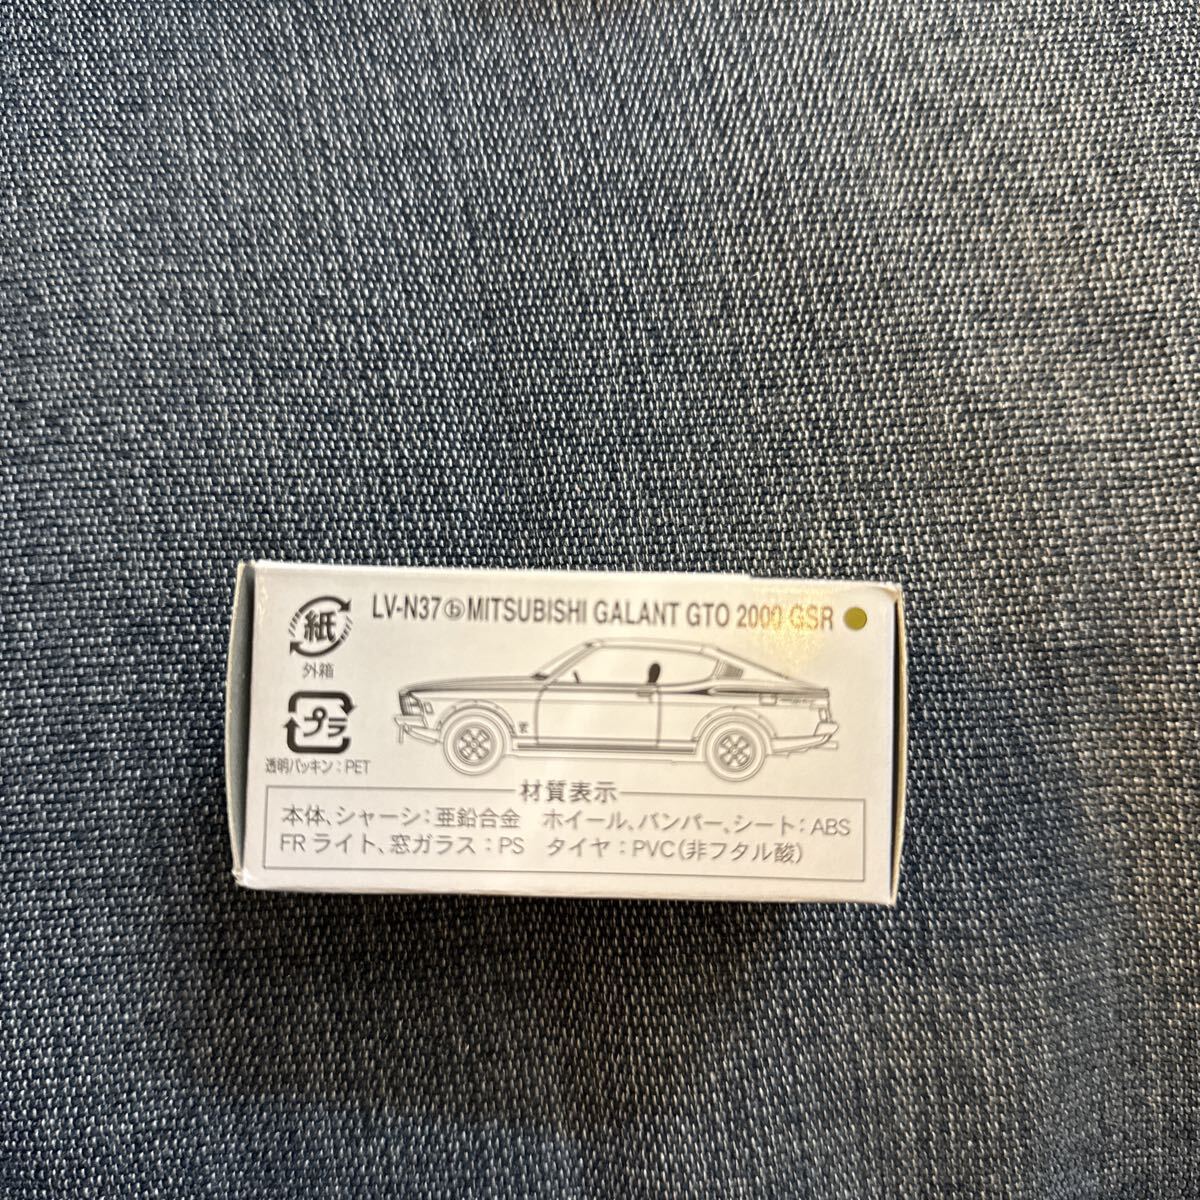 LV-N37ⓑMITSUBISHI GALANT GTO 2000 GSR
紙
外箱
プラ
透明パッキン:PET
材質表示
本体、シャーシ:亜鉛合金 ホイール、バンパー、シート:ABS
FRライト、窓ガラス:PS タイヤ:PVC(非フタル酸)